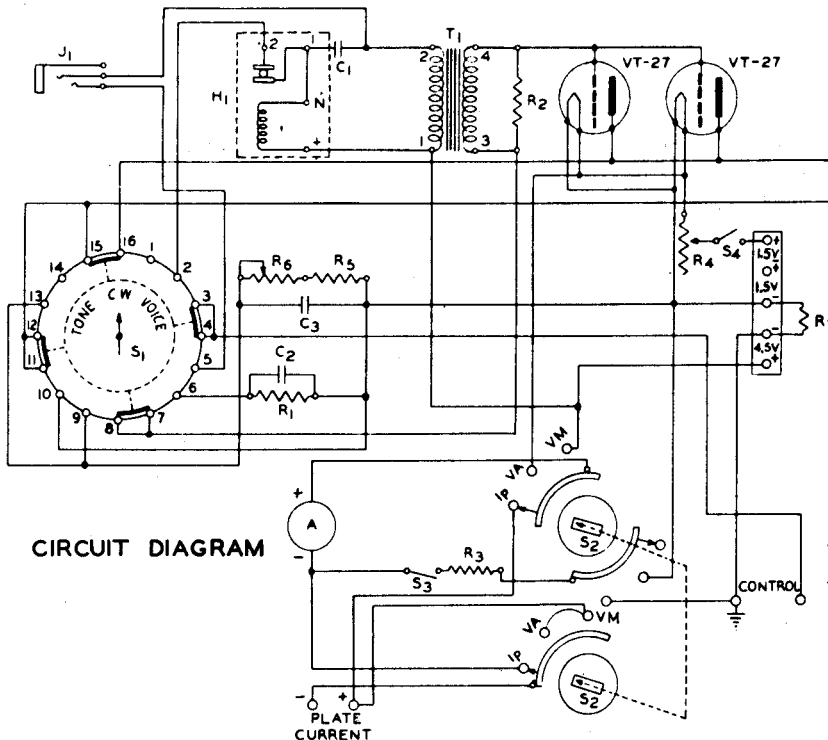 J1
H1
2
1
C1
N
+
T1
2
4
1
3
R2
VT-27
VT-27
R4
S4
+
1.5V
+
1.5V
-
-
4.5V
+
R6
R5
C3
C2
R1
15
16
1
2
3
4
5
6
7
8
9
10
11
12
13
14
TONE CW VOICE
S1
VM
VA
IP
S2
+
A
-
CIRCUIT DIAGRAM
S3
R3
CONTROL
VM
VA
IP
S2
-
+
PLATE
CURRENT